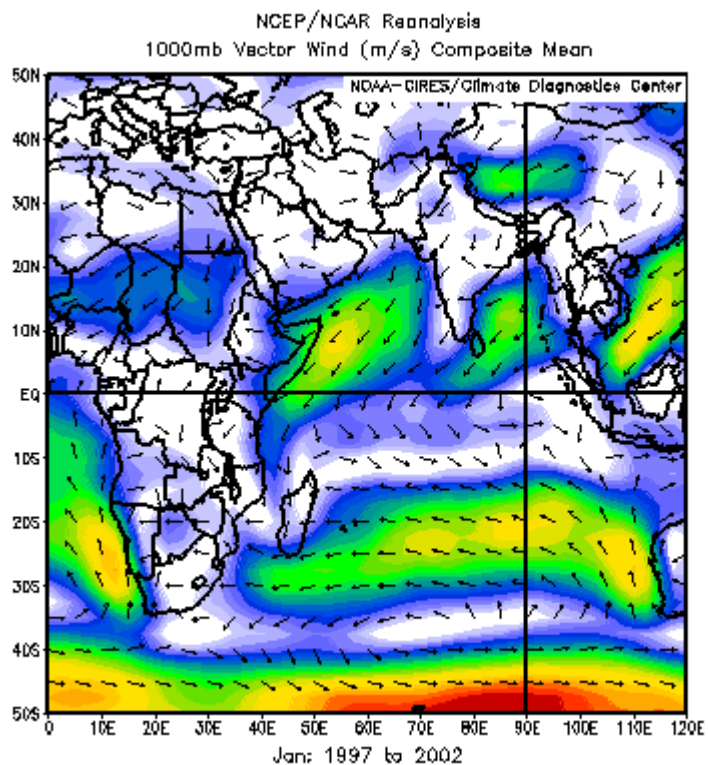 NCEP/NCAR Reanalysis
1000mb Vector Wind (m/s) Composite Mean
NOAA-CIRES/Climate Diagnostics Center
50N
40N
30N
20N
10N
EQ
10S
20S
30S
40S
50S
0 10E 20E 30E 40E 50E 60E 70E 80E 90E 100E 110E 120E
Jan: 1997 to 2002